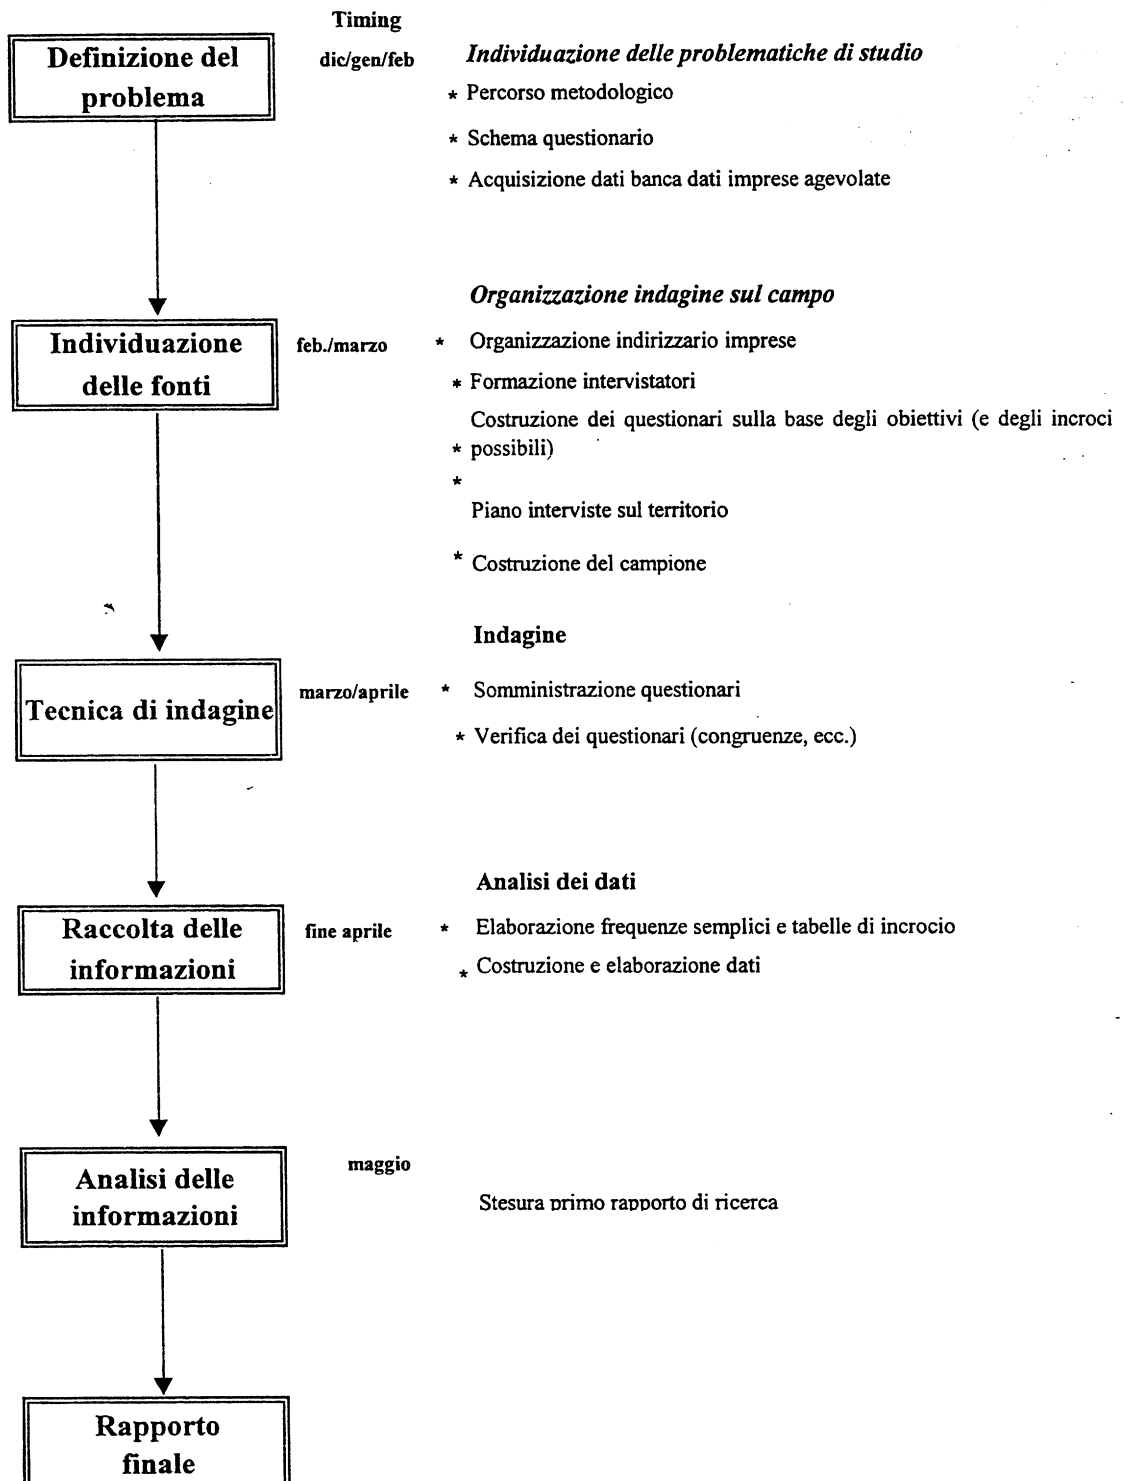 Timing
Definizione del
problema
dic/gen/feb
Individuazione delle problematiche di studio
* Percorso metodologico
* Schema questionario
* Acquisizione dati banca dati imprese agevolate
Organizzazione indagine sul campo
Individuazione
delle fonti
feb./marzo
* Organizzazione indirizzario imprese
* Formazione intervistatori
Costruzione dei questionari sulla base degli obiettivi (e degli incroci
* possibili)
*
Piano interviste sul territorio
* Costruzione del campione
Indagine
Tecnica di indagine
marzo/aprile
* Somministrazione questionari
* Verifica dei questionari (congruenze, ecc.)
Analisi dei dati
Raccolta delle
informazioni
fine aprile
* Elaborazione frequenze semplici e tabelle di incrocio
* Costruzione e elaborazione dati
Analisi delle
informazioni
maggio
Stesura primo rapporto di ricerca
Rapporto
finale